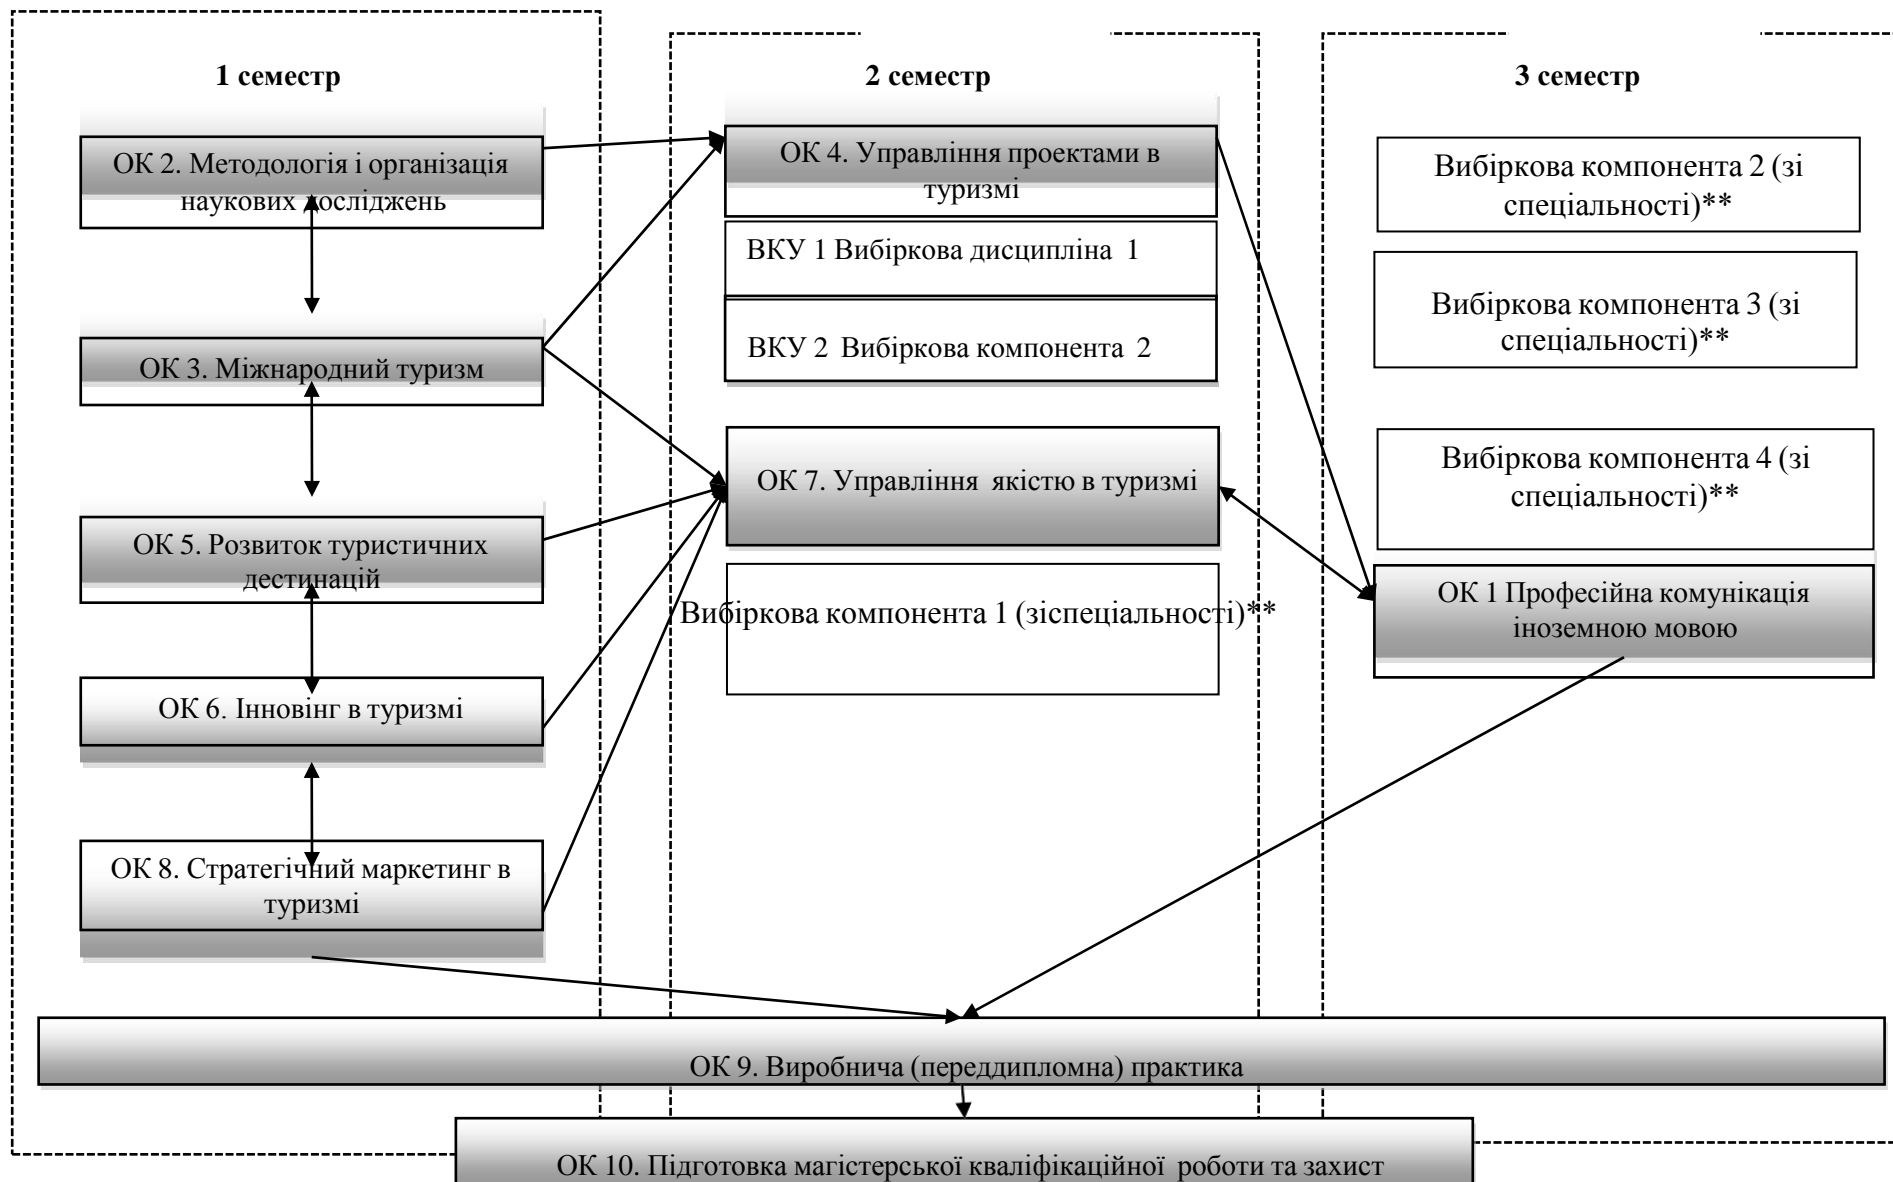 1 семестр
ОК 2. Методологія і організація
наукових досліджень
ОК 3. Міжнародний туризм
ОК 5. Розвиток туристичних
дестинацій
ОК 6. Інновінг в туризмі
ОК 8. Стратегічний маркетинг в
туризмі
2 семестр
ОК 4. Управління проектами в
туризмі
ВКУ 1 Вибіркова дисципліна 1
ВКУ 2 Вибіркова компонента 2
ОК 7. Управління якістю в туризмі
Вибіркова компонента 1 (зіспеціальності)**
3 семестр
Вибіркова компонента 2 (зі
спеціальності)**
Вибіркова компонента 3 (зі
спеціальності)**
Вибіркова компонента 4 (зі
спеціальності)**
ОК 1 Професійна комунікація
іноземною мовою
ОК 9. Виробнича (переддипломна) практика
ОК 10. Підготовка магістерської кваліфікаційної роботи та захист